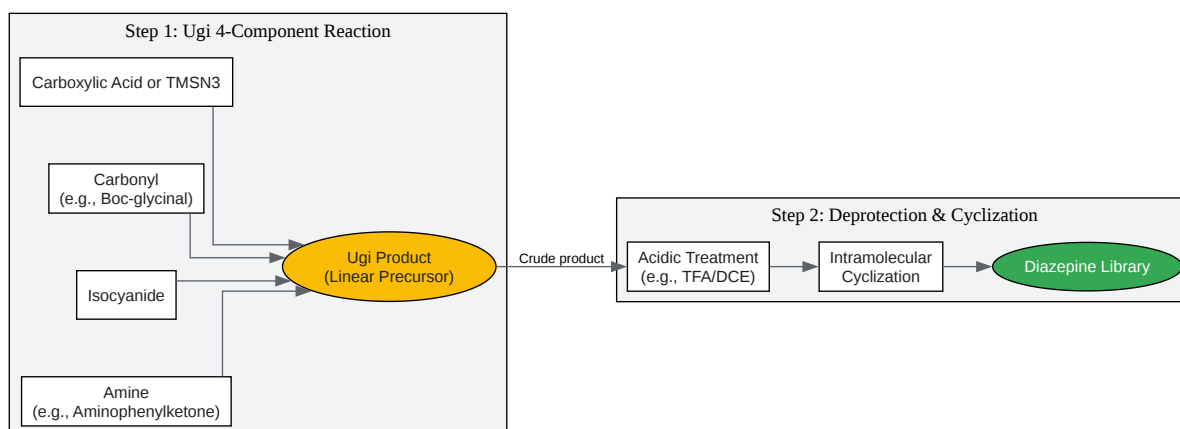 Step 1: Ugi 4-Component Reaction
Carboxylic Acid or TMSN3
Carbonyl
(e.g., Boc-glycinal)
Isocyanide
Amine
(e.g., Aminophenylketone)
Ugi Product
(Linear Precursor)
Crude product
Step 2: Deprotection & Cyclization
Acidic Treatment
(e.g., TFA/DCE)
Intramolecular
Cyclization
Diazepine Library